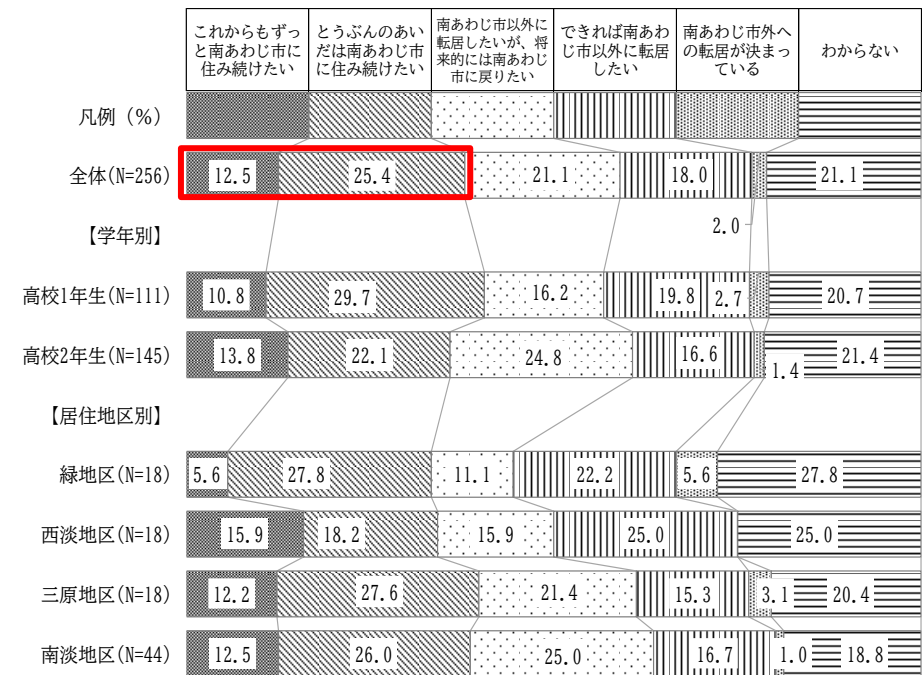 これからもずっ
と南あわじ市に
住み続けたい
とうぶんのあい
だは南あわじ市
に住み続けたい
南あわじ市以外に
転居したいが、将
来的には南あわじ
市に戻りたい
できれば南あわ
じ市以外に転居
したい
南あわじ市外へ
の転居が決まっ
ている
わからない
凡例（%）
全体(N=256) 12.5 25.4 21.1 18.0 21.1
2.0
【学年別】
高校1年生(N=111) 10.8 29.7 16.2 19.8 2.7 20.7
高校2年生(N=145) 13.8 22.1 24.8 16.6 1.4 21.4
【居住地区別】
緑地区(N=18) 5.6 27.8 11.1 22.2 5.6 27.8
西淡地区(N=18) 15.9 18.2 15.9 25.0 25.0
三原地区(N=18) 12.2 27.6 21.4 15.3 3.1 20.4
南淡地区(N=44) 12.5 26.0 25.0 16.7 1.0 18.8